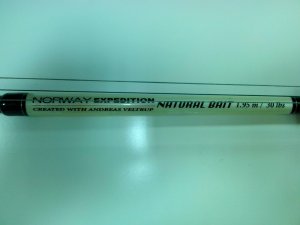 NORWAY EXPEDITION NATURAL BAIT 1,95 m / 30 lbs
CREATED WITH ANDREAS VELTRUP